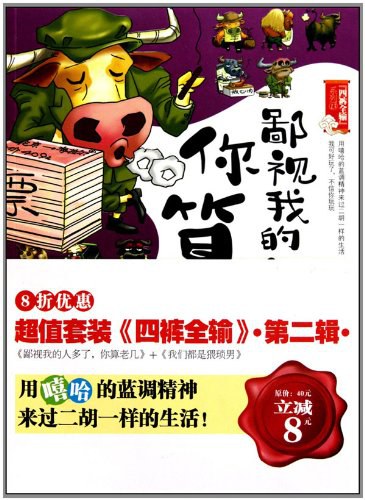 鄙视我的
你算
『四裤全输』
用嘻哈的蓝调精神来过二胡一样的生活
我可好玩了,不信你玩玩
票
8折优惠
超值套装《四裤全输》·第二辑·
《鄙视我的人多了,你算老几》+《我们都是猥琐男》
用嘻哈的蓝调精神
来过二胡一样的生活!
原价:40元
立减
8元